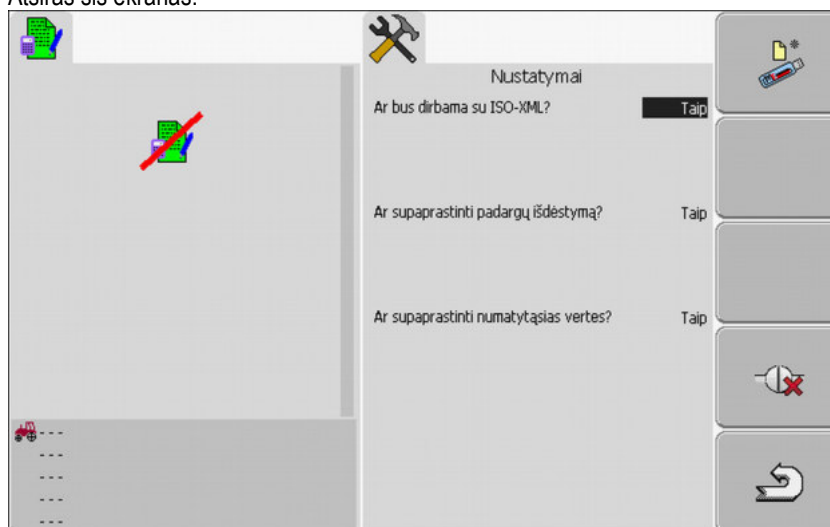 Atsiras šis ekranas:
Nustatymai
Ar bus dirbama su ISO-XML? Taip
Ar supaprastinti padargų išdėstymą? Taip
Ar supaprastinti numatytąsias vertes? Taip
---
---
---
---
---